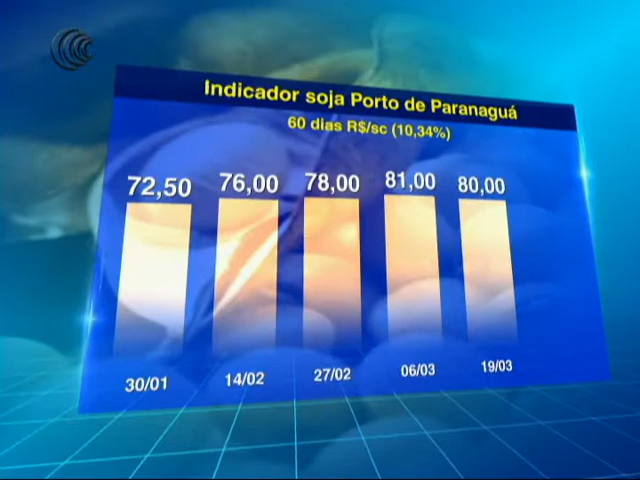 Indicador soja Porto de Paranaguá
60 dias R$/sc (10,34%)
72,50 76,00 78,00 81,00 80,00
30/01 14/02 27/02 06/03 19/03